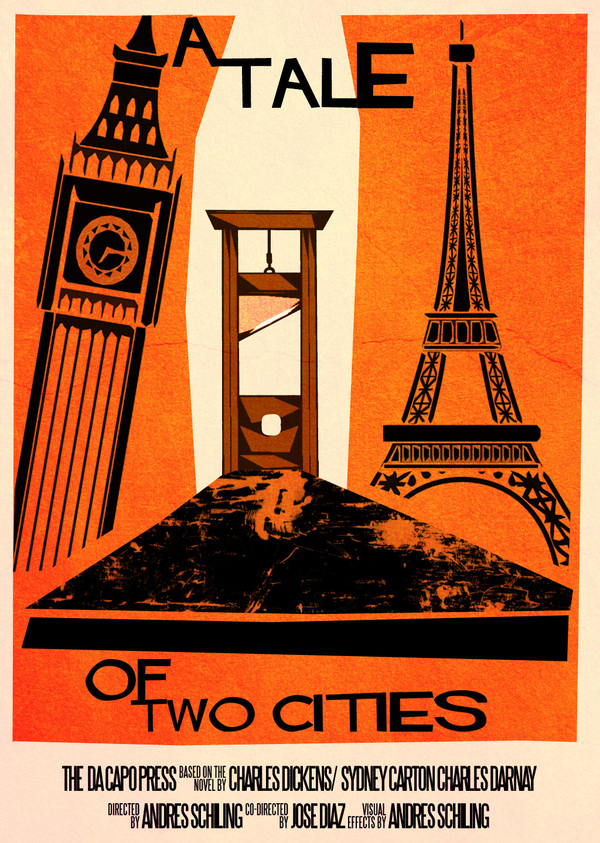 A TALE
OF
TWO CITIES
THE DA CAPO PRESS BASED ON THE NOVEL BY CHARLES DICKENS/ SYDNEY CARTON CHARLES DARNAY
DIRECTED BY ANDRES SCHILING CO-DIRECTED BY JOSE DIAZ VISUAL EFFECTS BY ANDRES SCHILING